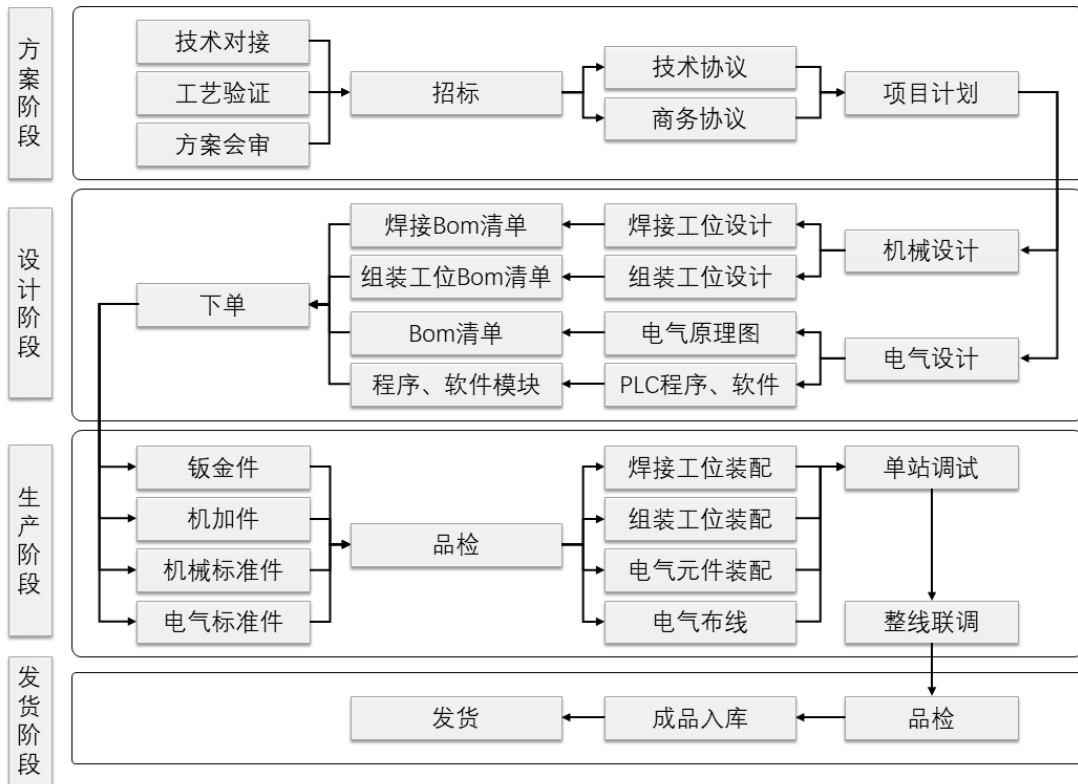 方案阶段
技术对接
工艺验证
方案会审
招标
技术协议
商务协议
项目计划
设计阶段
焊接Bom清单
焊接工位设计
组装工位Bom清单
组装工位设计
机械设计
下单
Bom清单
电气原理图
程序、软件模块
PLC程序、软件
电气设计
生产阶段
钣金件
机加件
机械标准件
电气标准件
品检
焊接工位装配
组装工位装配
电气元件装配
电气布线
单站调试
整线联调
发货阶段
发货
成品入库
品检